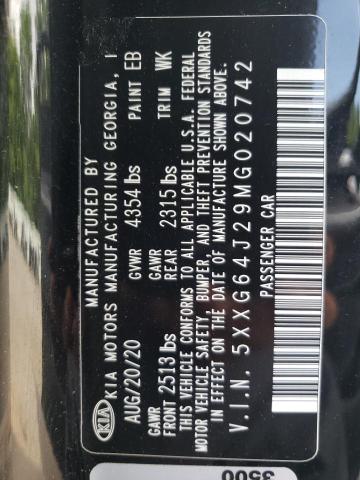 MANUFACTURED BY
KIA KIA MOTORS MANUFACTURING GEORGIA, I
AUG/20/20 GVWR 4354 lbs PAINT EB
GAWR FRONT 2513 lbs GAWR REAR 2315 lbs TRIM WK
THIS VEHICLE CONFORMS TO ALL APPLICABLE U.S.A. FEDERAL
MOTOR VEHICLE SAFETY, BUMPER, AND THEFT PREVENTION STANDARDS
IN EFFECT ON THE DATE OF MANUFACTURE SHOWN ABOVE.
V.I.N. 5XXG64J29MG020742
PASSENGER CAR
3500